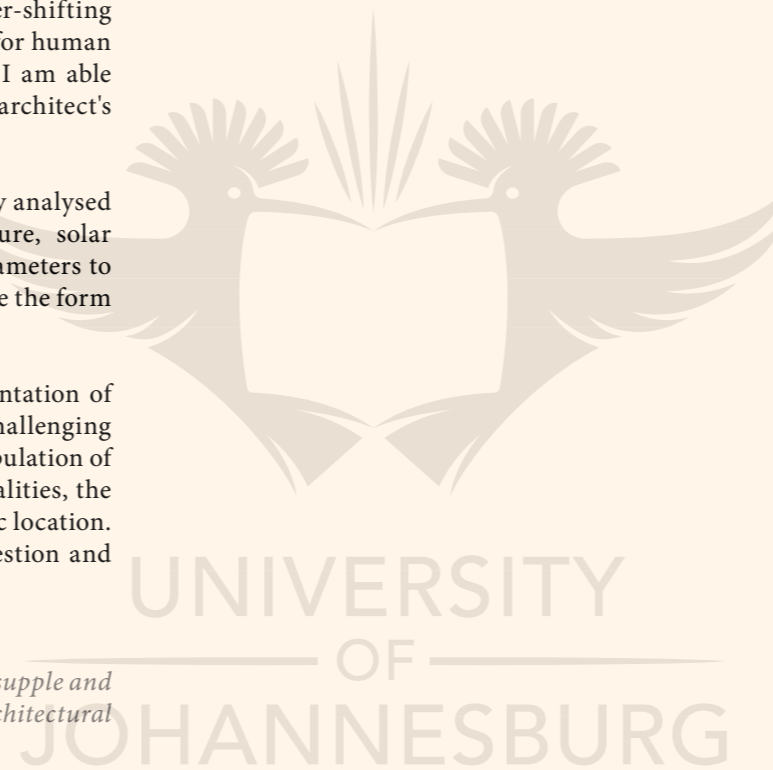 er-shifting
for human
I am able
architect's
y analysed
ure, solar
ameters to
e the form
ntation of
hallenging
pulation of
alities, the
c location.
estion and
supple and
chitectural
UNIVERSITY
OF
JOHANNESBURG